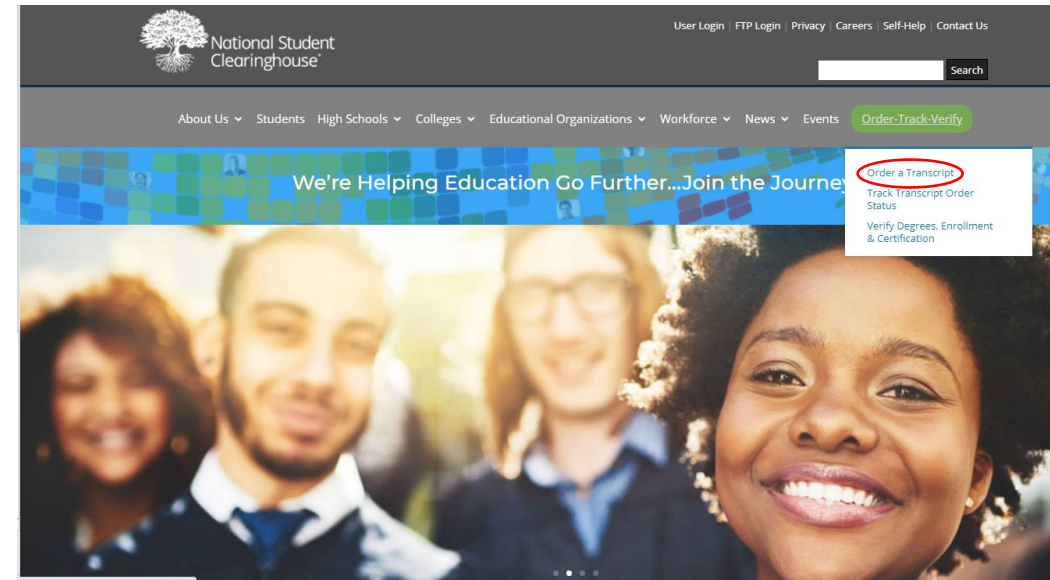 User Login | FTP Login | Privacy | Careers | Self-Help | Contact Us
National Student
Clearinghouse®
Search
About Us Students High Schools Colleges Educational Organizations Workforce News Events Order-Track-Verify
We're Helping Education Go Further...Join the Journey
Order a Transcript
Track Transcript Order
Status
Verify Degrees, Enrollment
& Certification